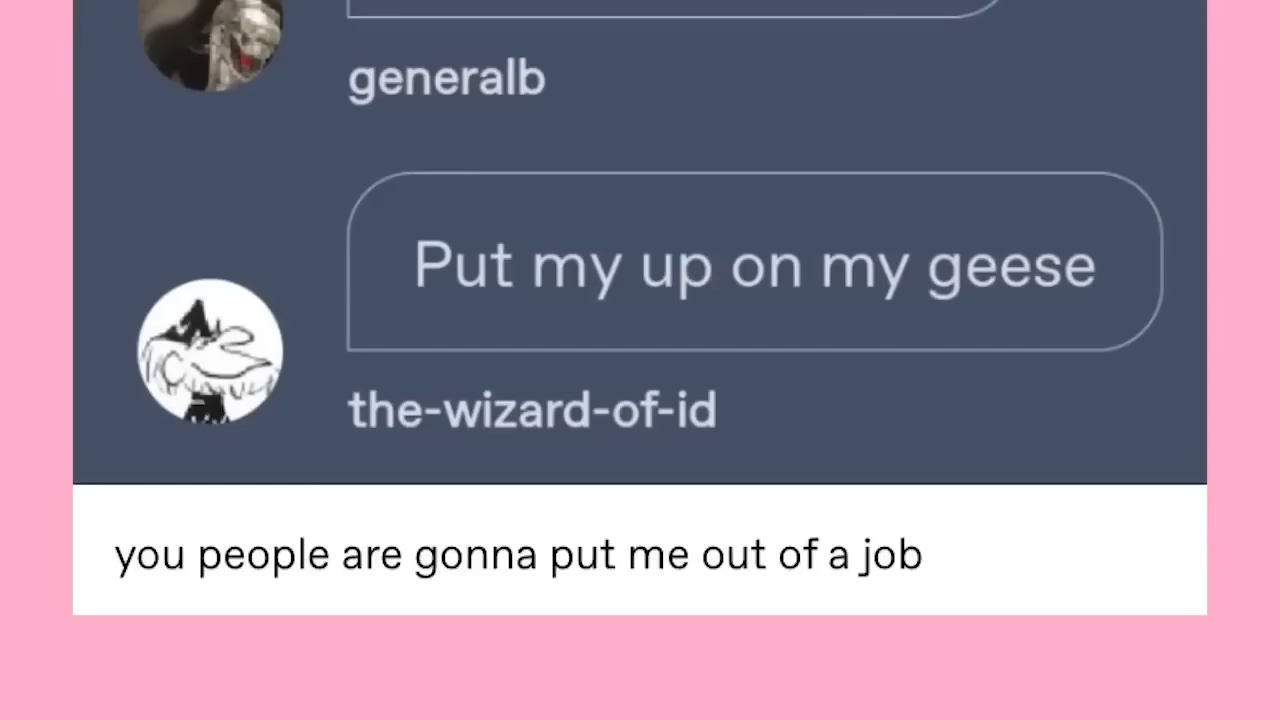 generalb
Put my up on my geese
the-wizard-of-id
you people are gonna put me out of a job